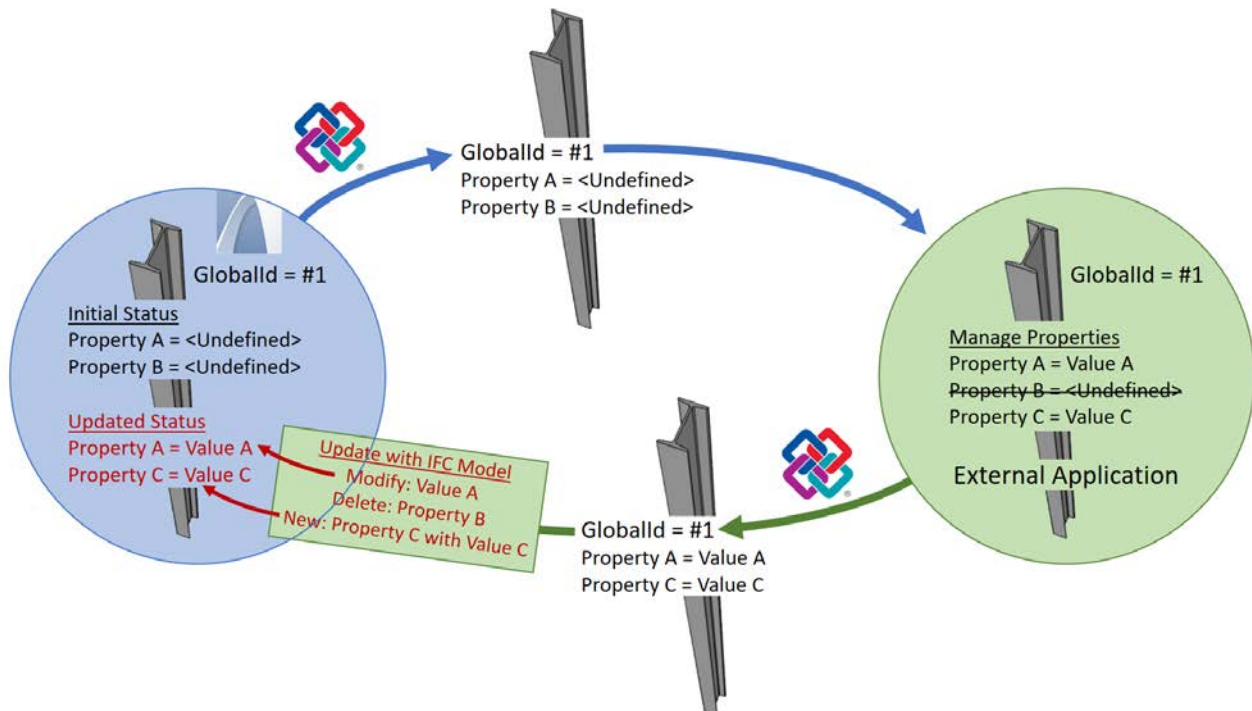 GlobalId = #1
Property A = <Undefined>
Property B = <Undefined>
GlobalId = #1
Initial Status
Property A = <Undefined>
Property B = <Undefined>
Updated Status
Property A = Value A
Property C = Value C
Update with IFC Model
Modify: Value A
Delete: Property B
New: Property C with Value C
GlobalId = #1
Property A = Value A
Property C = Value C
GlobalId = #1
Manage Properties
Property A = Value A
Property B = <Undefined>
Property C = Value C
External Application
®
®